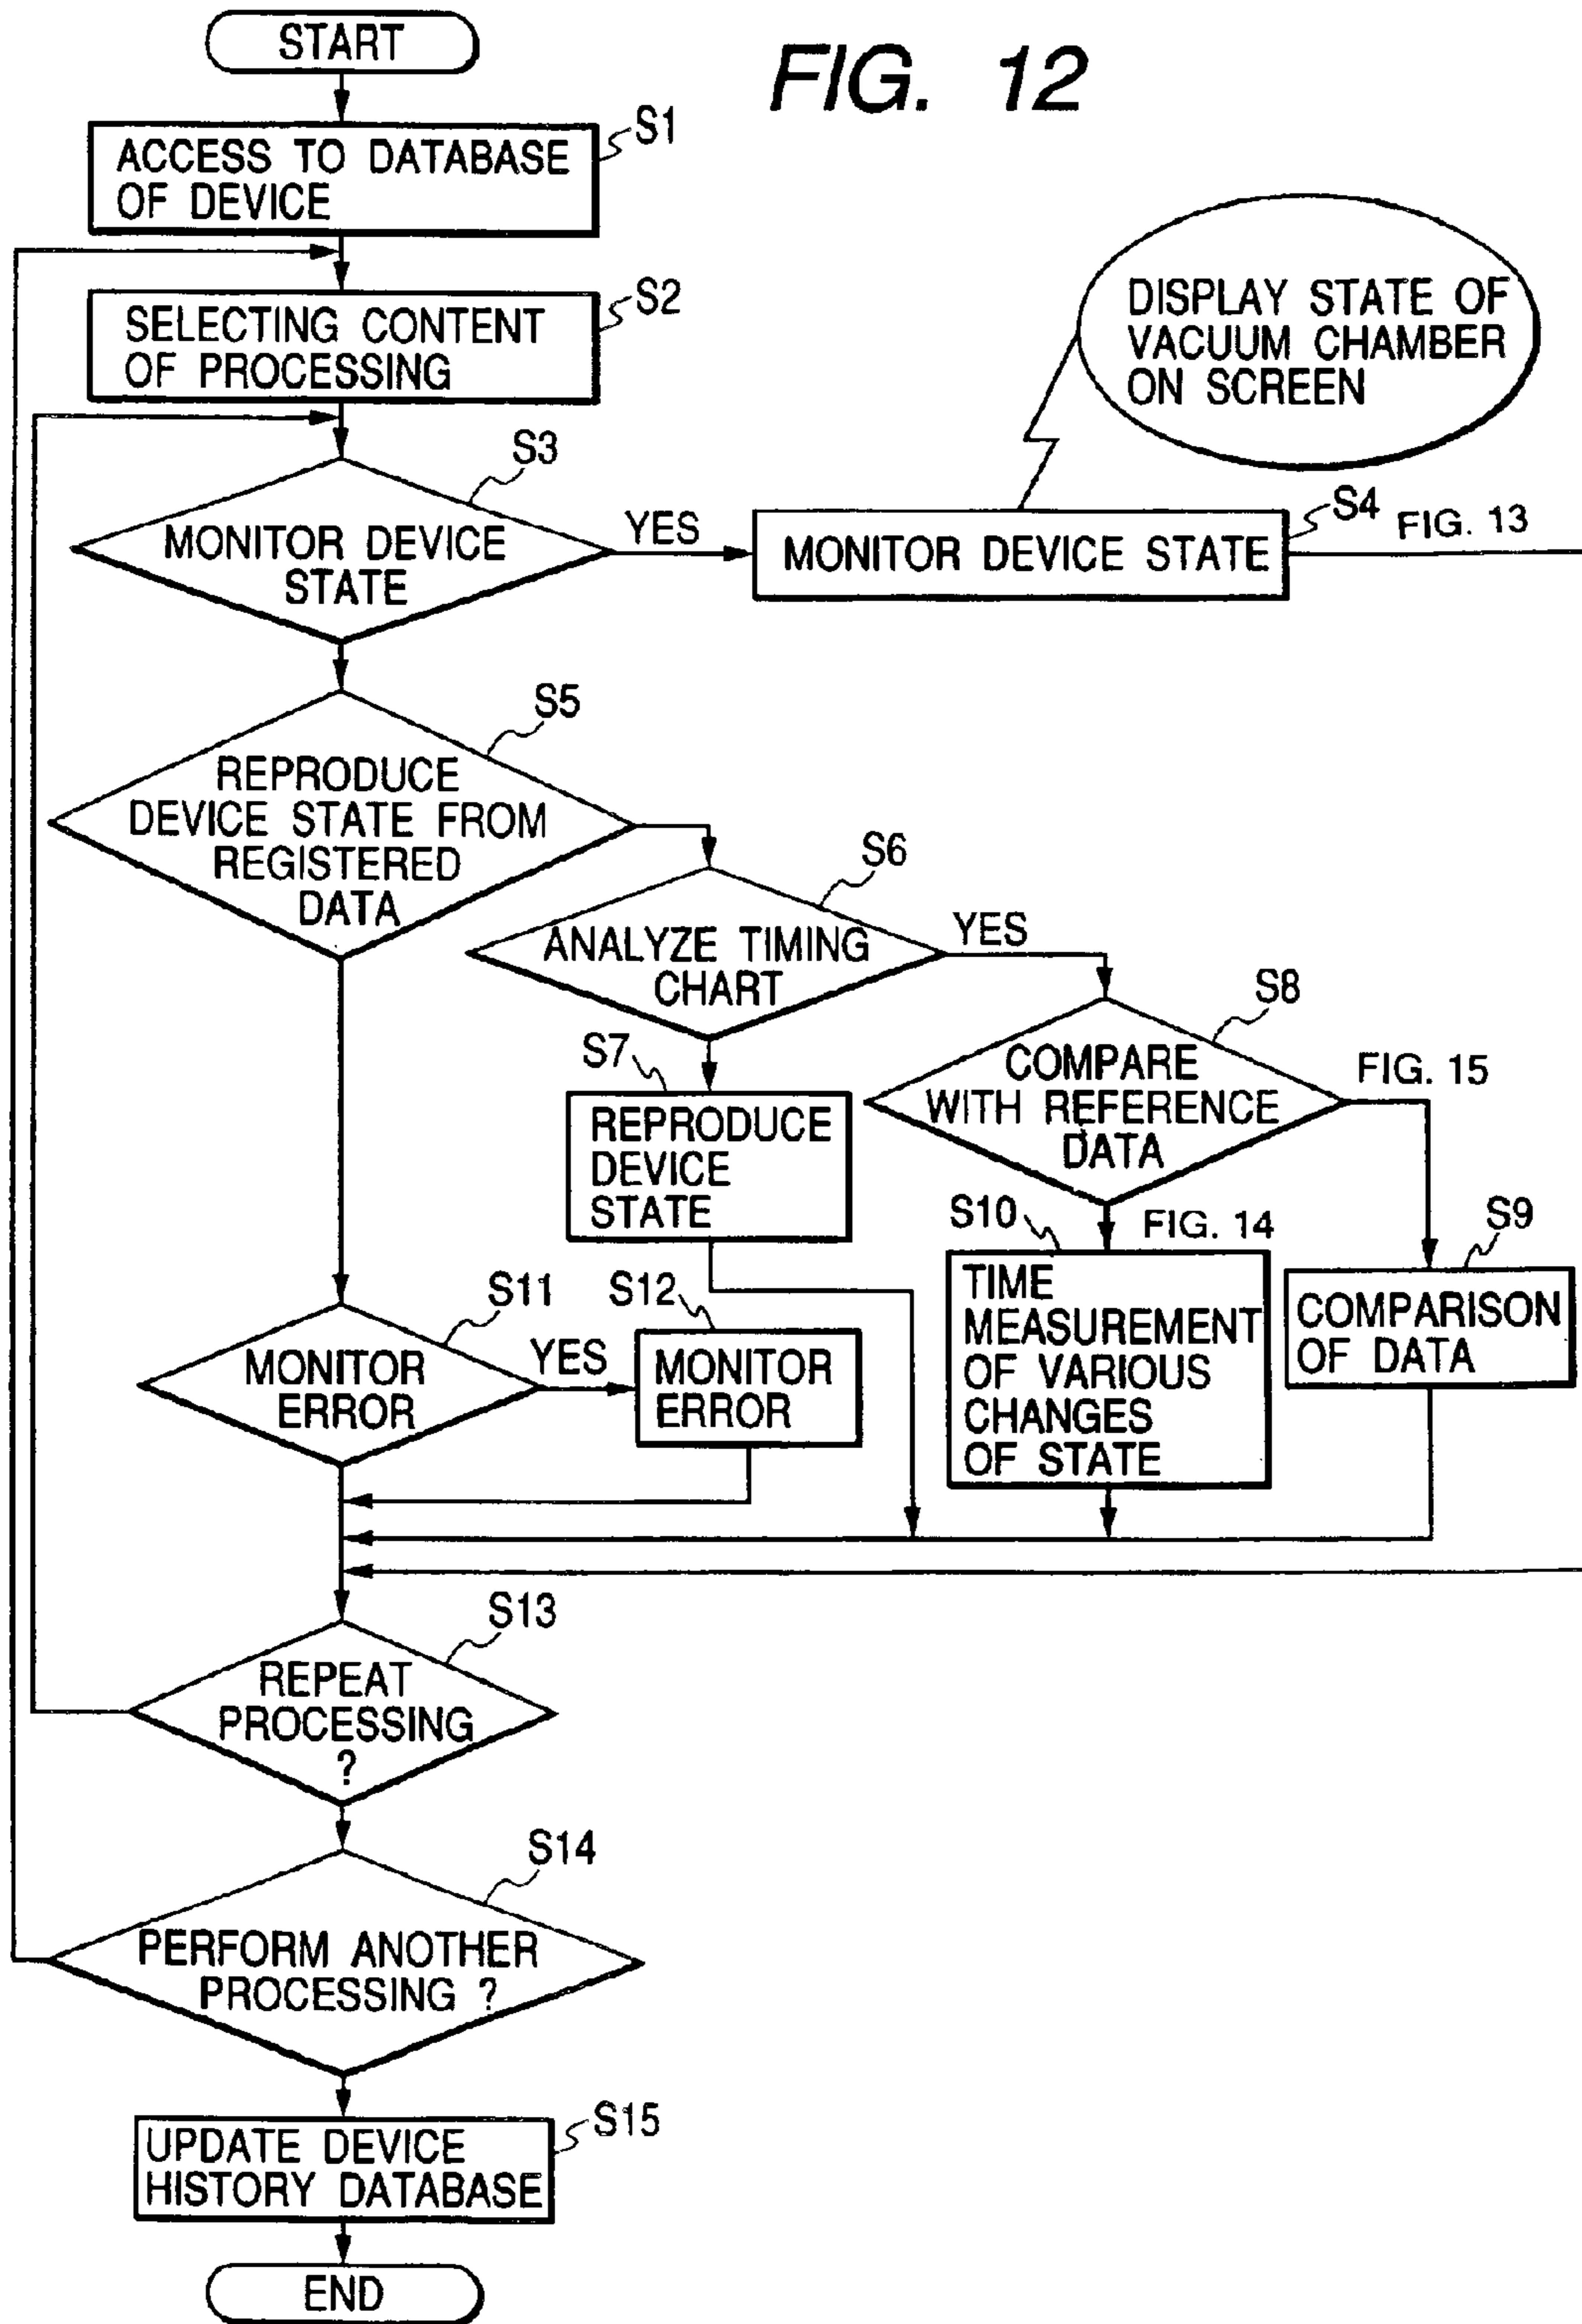 START
FIG. 12
S1
ACCESS TO DATABASE
OF DEVICE
S2
SELECTING CONTENT
OF PROCESSING
DISPLAY STATE OF
VACUUM CHAMBER
ON SCREEN
S3
MONITOR DEVICE
STATE
YES
S4
FIG. 13
MONITOR DEVICE STATE
S5
REPRODUCE
DEVICE STATE FROM
REGISTERED
DATA
S6
ANALYZE TIMING
CHART
YES
S7
REPRODUCE
DEVICE
STATE
S8
COMPARE
WITH REFERENCE
DATA
FIG. 15
S10
FIG. 14
TIME
MEASUREMENT
OF VARIOUS
CHANGES
OF STATE
S9
COMPARISON
OF DATA
S11
MONITOR
ERROR
YES
S12
MONITOR
ERROR
S13
REPEAT
PROCESSING
?
S14
PERFORM ANOTHER
PROCESSING ?
S15
UPDATE DEVICE
HISTORY DATABASE
END